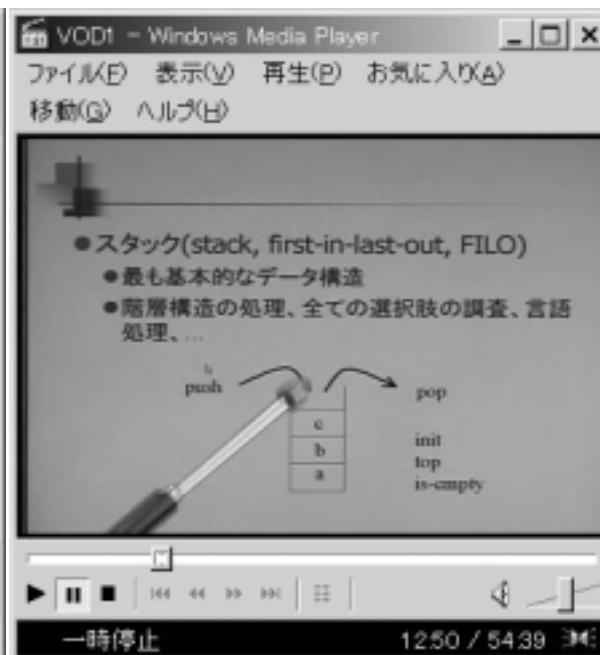 VOD1 - Windows Media Player
ファイル(F) 表示(V) 再生(P) お気に入り(A)
移動(G) ヘルプ(H)
●スタック(stack, first-in-last-out, FILO)
●最も基本的なデータ構造
●階層構造の処理、全ての選択肢の調査、言語
処理、...
push
pop
c
b
a
init
top
is-empty
一時停止 12:50 / 54:39